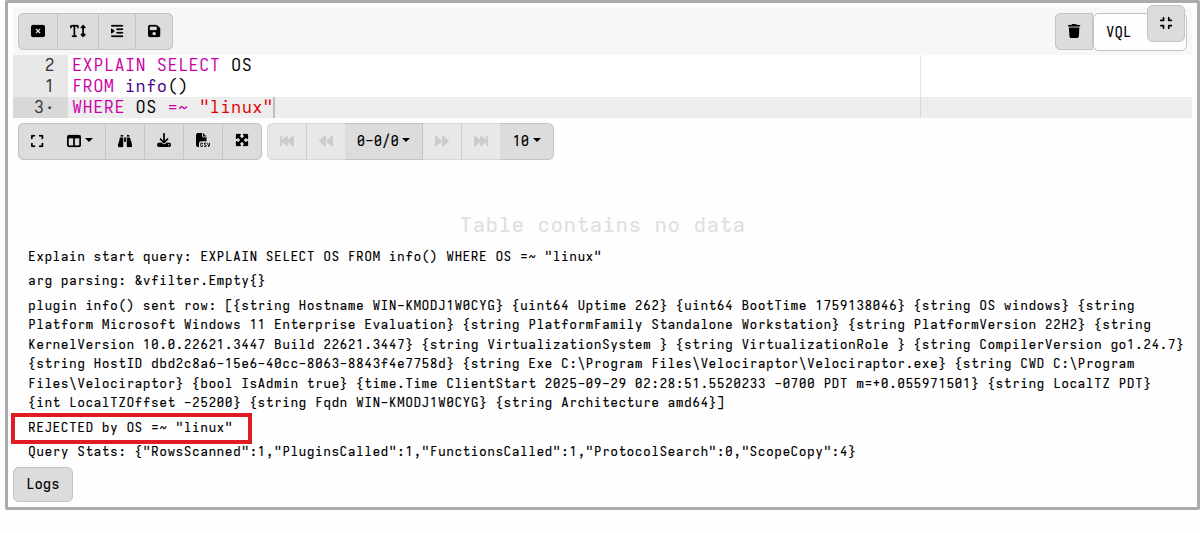 VQL
2 EXPLAIN SELECT OS
1 FROM info()
3 WHERE OS =~ "linux"
CSV 0-0/0 10
Table contains no data
Explain start query: EXPLAIN SELECT OS FROM info() WHERE OS =~ "linux"
arg parsing: &vfilter.Empty{}
plugin info() sent row: [{string Hostname WIN-KMODJ1W0CYG} {uint64 Uptime 262} {uint64 BootTime 1759138046} {string OS windows} {string
Platform Microsoft Windows 11 Enterprise Evaluation} {string PlatformFamily Standalone Workstation} {string PlatformVersion 22H2} {string
KernelVersion 10.0.22621.3447 Build 22621.3447} {string VirtualizationSystem } {string VirtualizationRole } {string CompilerVersion go1.24.7}
{string HostID dbd2c8a6-15e6-40cc-8063-8843f4e7758d} {string Exe C:\Program Files\Velociraptor\Velociraptor.exe} {string CWD C:\Program
Files\Velociraptor} {bool IsAdmin true} {time.Time ClientStart 2025-09-29 02:28:51.5520233 -0700 PDT m=+0.055971501} {string LocalTZ PDT}
{int LocalTZOffset -25200} {string Fqdn WIN-KMODJ1W0CYG} {string Architecture amd64}]
REJECTED by OS =~ "linux"
Query Stats: {"RowsScanned":1,"PluginsCalled":1,"FunctionsCalled":1,"ProtocolSearch":0,"ScopeCopy":4}
Logs